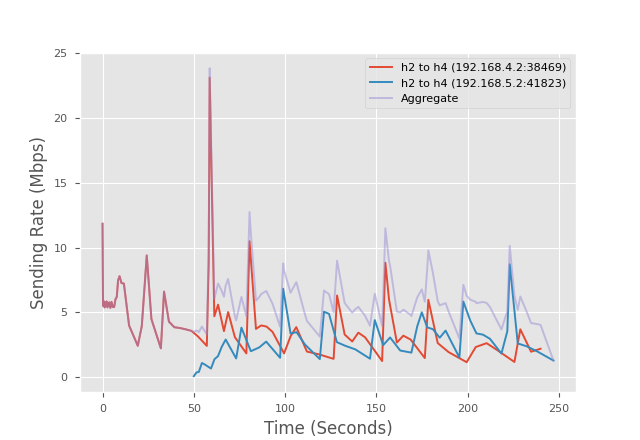 25
20
15
10
5
0
Sending Rate (Mbps)
h2 to h4 (192.168.4.2:38469)
h2 to h4 (192.168.5.2:41823)
Aggregate
0 50 100 150 200 250
Time (Seconds)